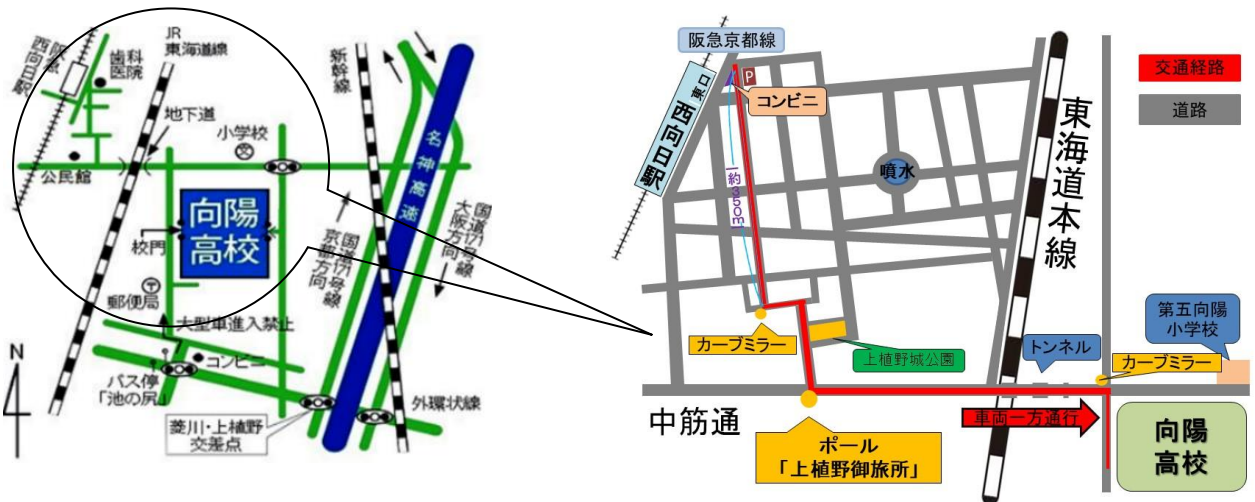 JR
東海道線
阪急
西向日駅
歯科
医院
地下道
小学校
公民館
新幹線
名神高速
向陽
高校
校門
国道171号線
京都方向
国道171号線
大阪方向
郵便局
大型車進入禁止
N
コンビニ
バス停
「池の尻」
外環状線
菱川・上植野
交差点
阪急京都線
東口
西向日駅
P
コンビニ
約350m
噴水
東海道本線
交通経路
道路
カーブミラー
上植野城公園
トンネル
第五向陽
小学校
カーブミラー
中筋通
車両一方通行
ポール
「上植野御旅所」
向陽
高校